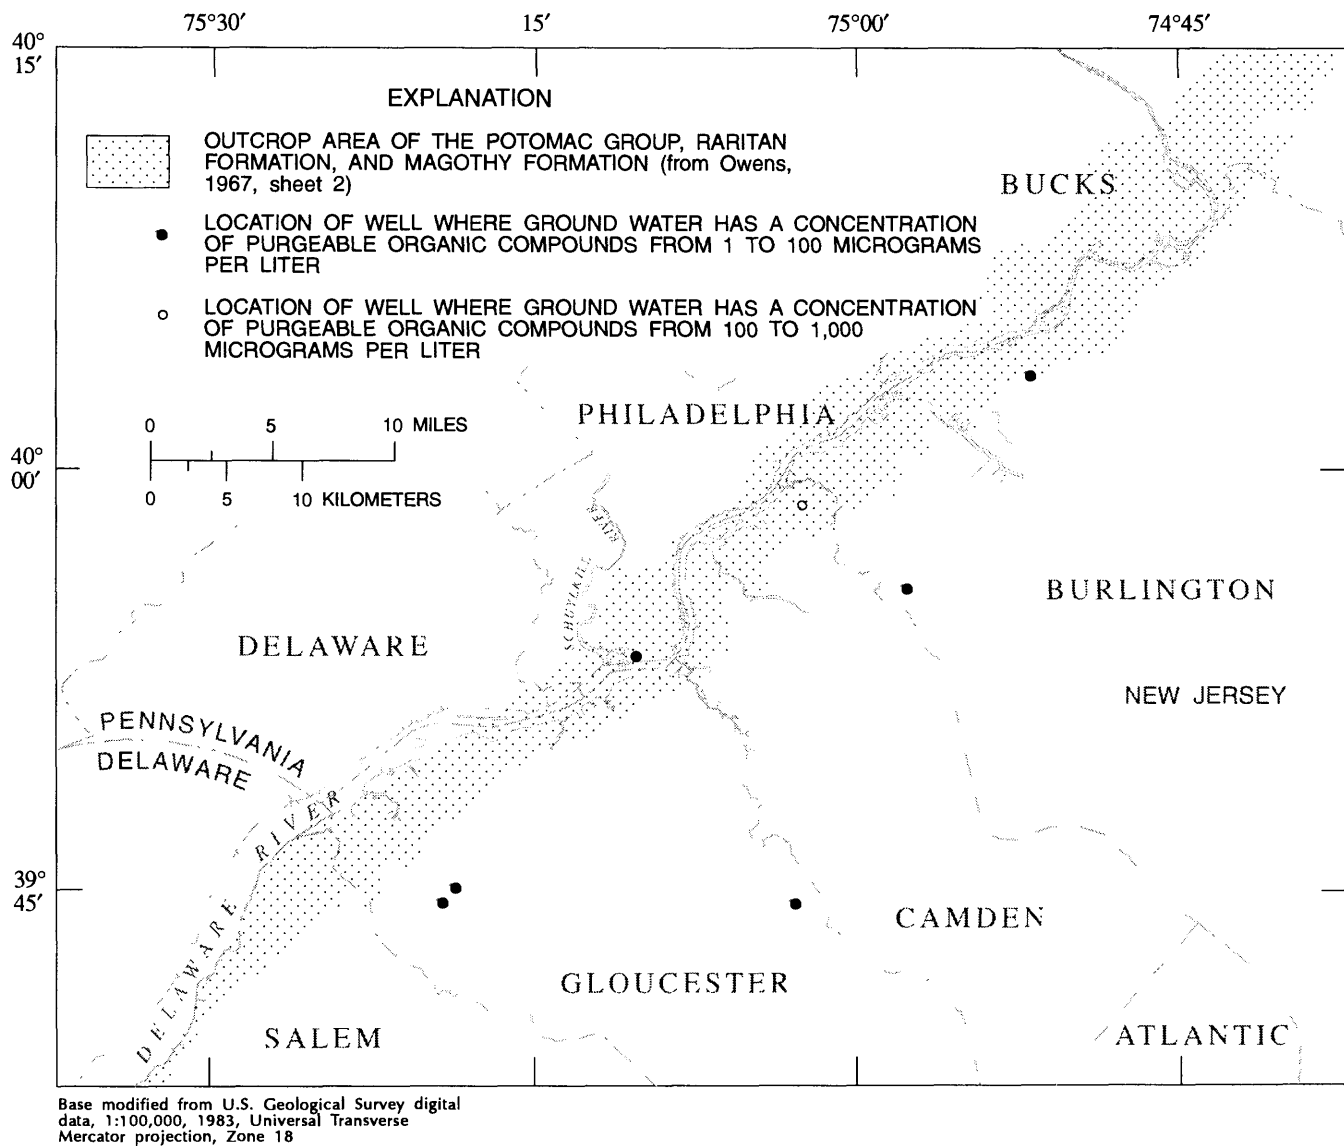 75°30′ 15′ 75°00′ 74°45′
40°
15′
EXPLANATION
OUTCROP AREA OF THE POTOMAC GROUP, RARITAN
FORMATION, AND MAGOTHY FORMATION (from Owens,
1967, sheet 2)
LOCATION OF WELL WHERE GROUND WATER HAS A CONCENTRATION
OF PURGEABLE ORGANIC COMPOUNDS FROM 1 TO 100 MICROGRAMS
PER LITER
LOCATION OF WELL WHERE GROUND WATER HAS A CONCENTRATION
OF PURGEABLE ORGANIC COMPOUNDS FROM 100 TO 1,000
MICROGRAMS PER LITER
BUCKS
PHILADELPHIA
0 5 10 MILES
0 5 10 KILOMETERS
40°
00′
SCHUYLKILL RIVER
BURLINGTON
DELAWARE
NEW JERSEY
PENNSYLVANIA
DELAWARE
DELAWARE RIVER
39°
45′
CAMDEN
GLOUCESTER
SALEM
ATLANTIC
Base modified from U.S. Geological Survey digital
data, 1:100,000, 1983, Universal Transverse
Mercator projection, Zone 18